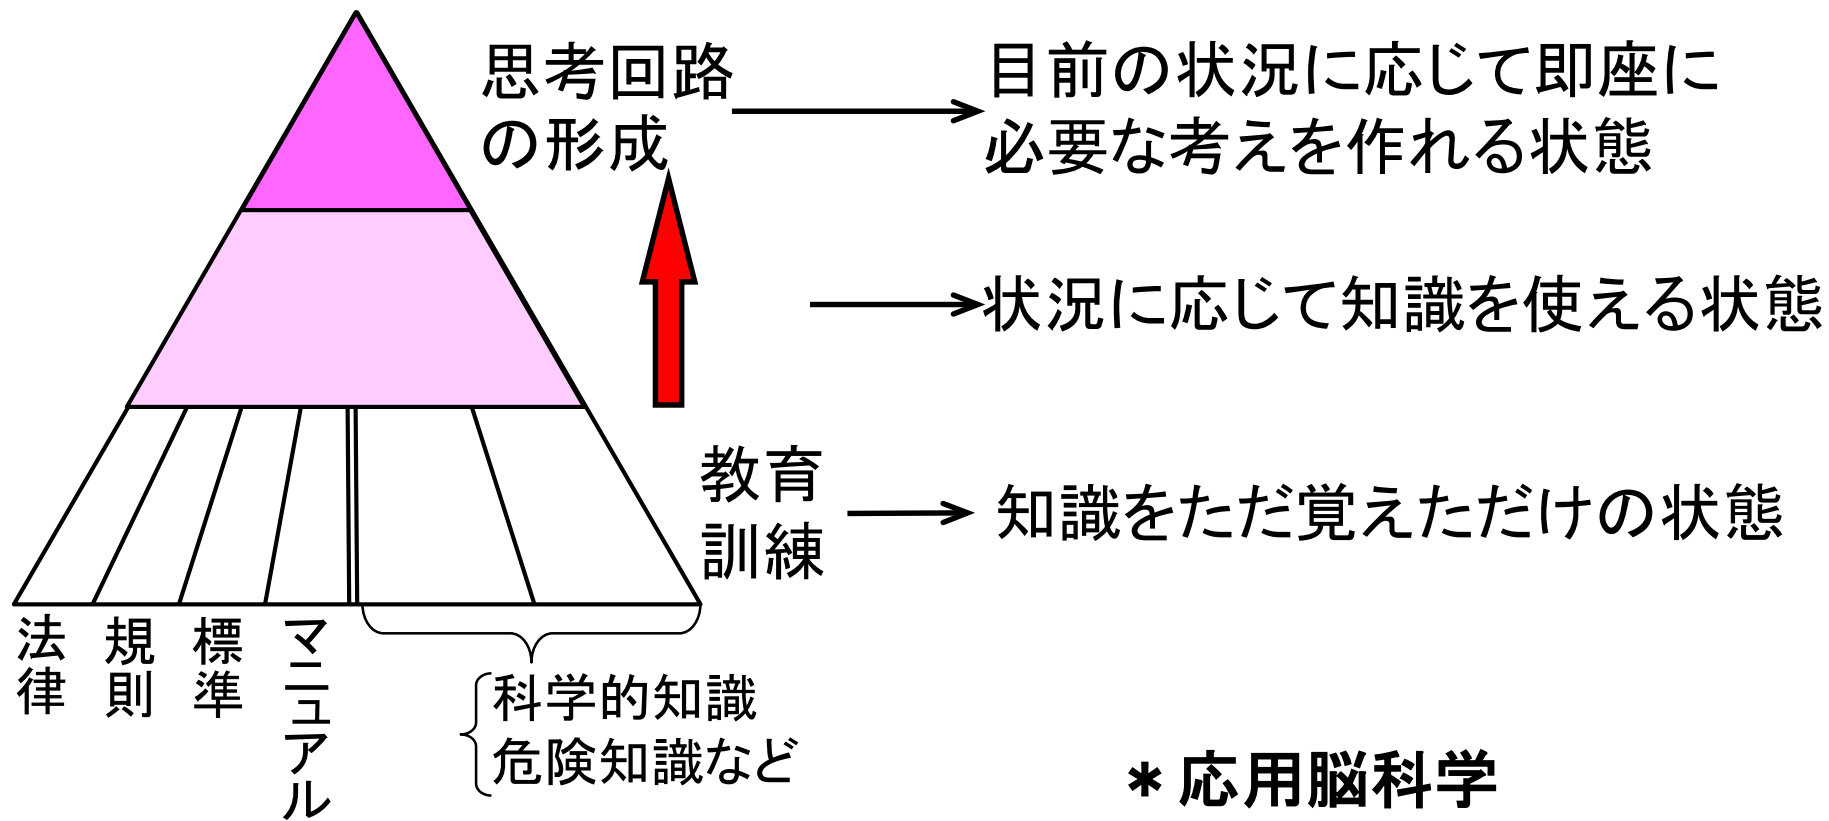 思考回路
の形成
目前の状況に応じて即座に
必要な考えを作れる状態
状況に応じて知識を使える状態
教育
訓練
知識をただ覚えただけの状態
法律
規則
標準
マニュアル
科学的知識
危険知識など
*応用脳科学